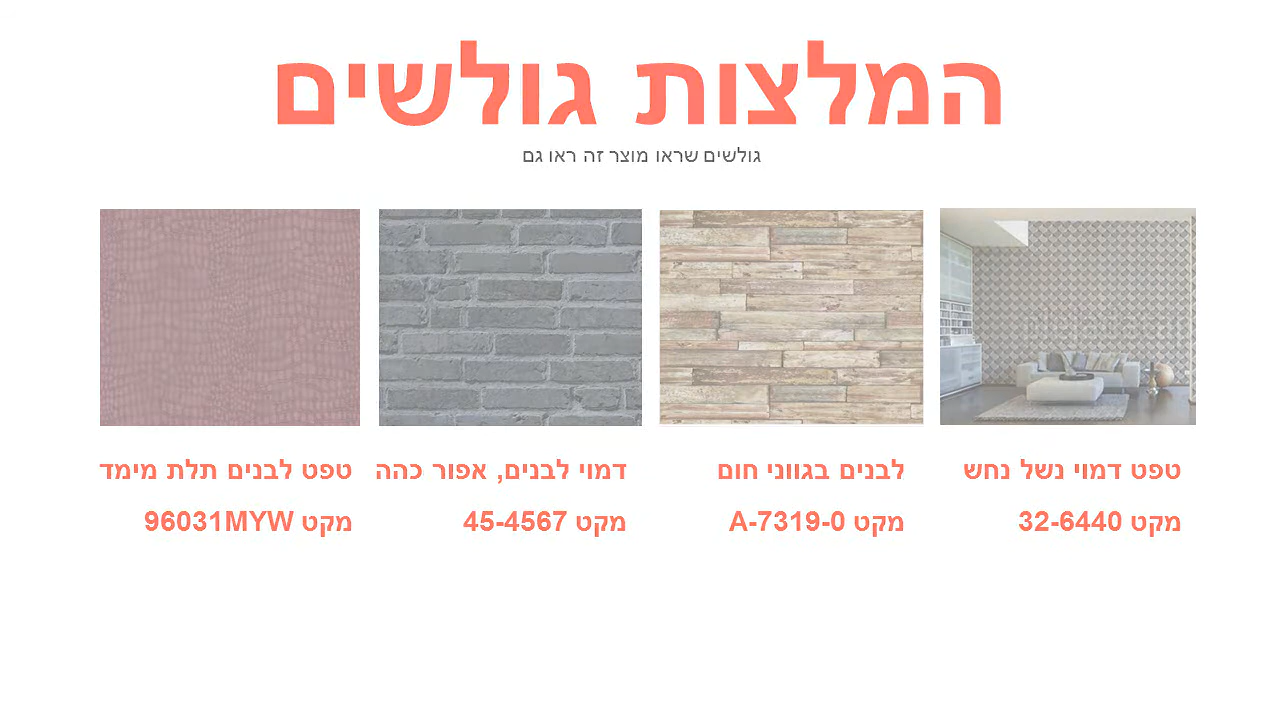 המלצות גולשים
גולשים שראו מוצר זה ראו גם
טפט דמוי נשל נחש
מקט 32-6440
לבנים בגווני חום
מקט A-7319-0
דמוי לבנים, אפור כהה
מקט 45-4567
טפט לבנים תלת מימד
מקט 96031MYW